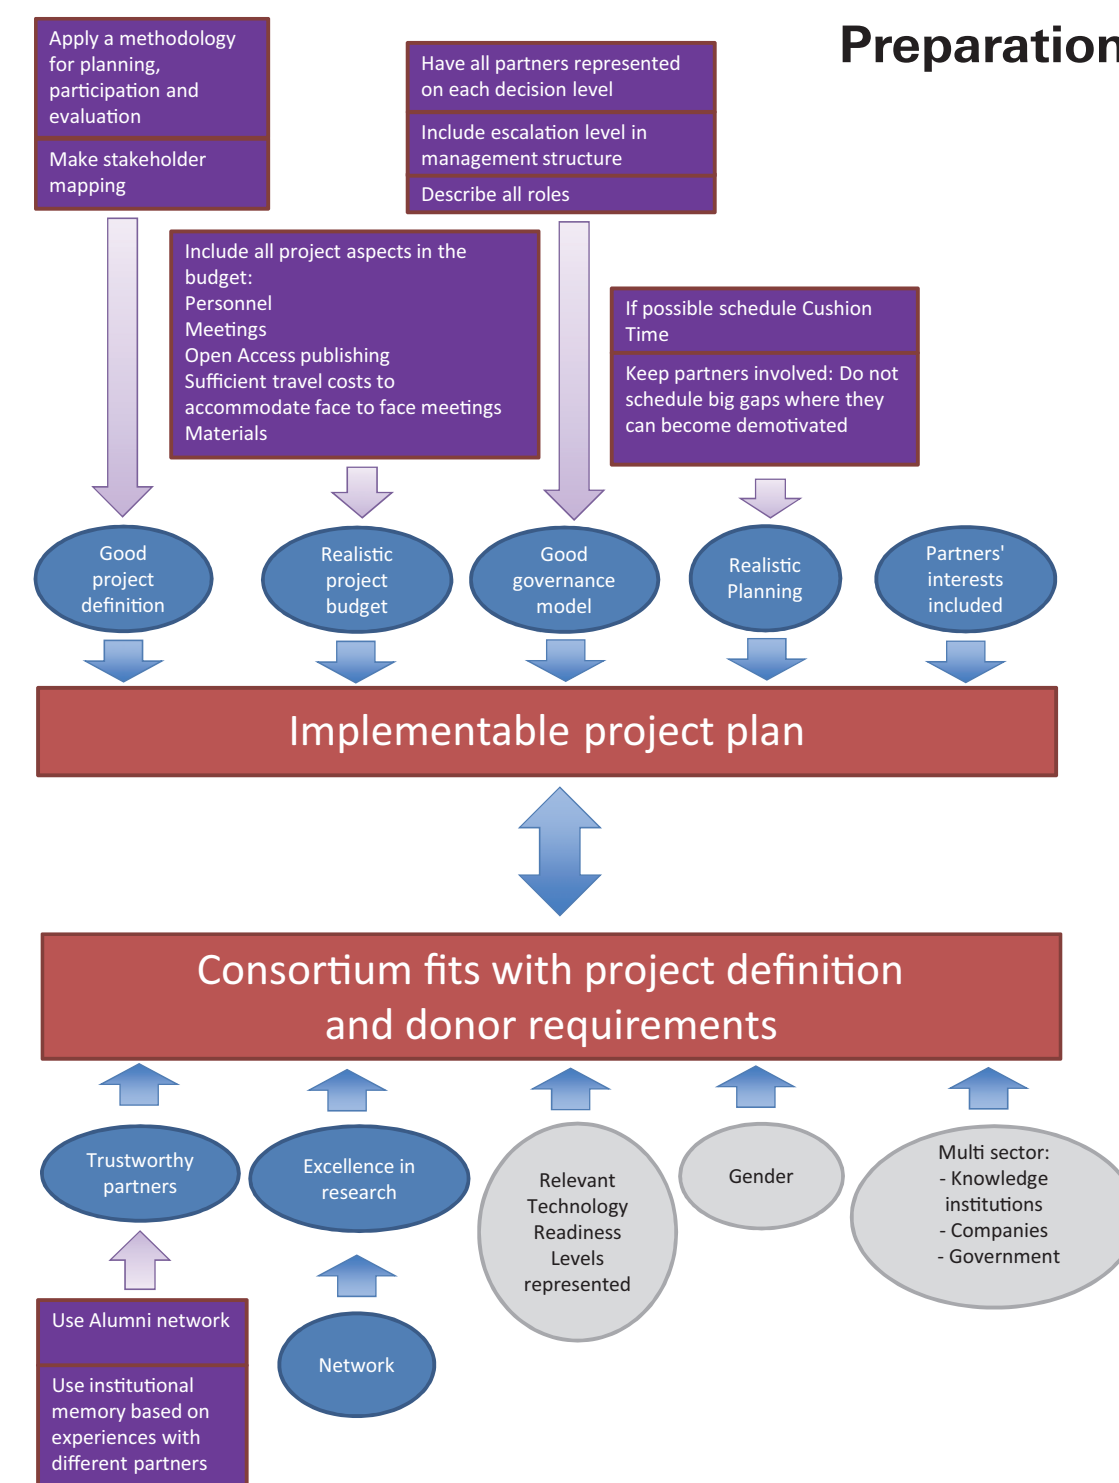 Preparation
Apply a methodology
for planning,
participation and
evaluation
Make stakeholder
mapping
Have all partners represented
on each decision level
Include escalation level in
management structure
Describe all roles
Include all project aspects in the
budget:
Personnel
Meetings
Open Access publishing
Sufficient travel costs to
accommodate face to face meetings
Materials
If possible schedule Cushion
Time
Keep partners involved: Do not
schedule big gaps where they
can become demotivated
Good
project
definition
Realistic
project
budget
Good
governance
model
Realistic
Planning
Partners'
interests
included
Implementable project plan
Consortium fits with project definition
and donor requirements
Trustworthy
partners
Excellence in
research
Relevant
Technology
Readiness
Levels
represented
Gender
Multi sector:
- Knowledge
institutions
- Companies
- Government
Use Alumni network
Use institutional
memory based on
experiences with
different partners
Network